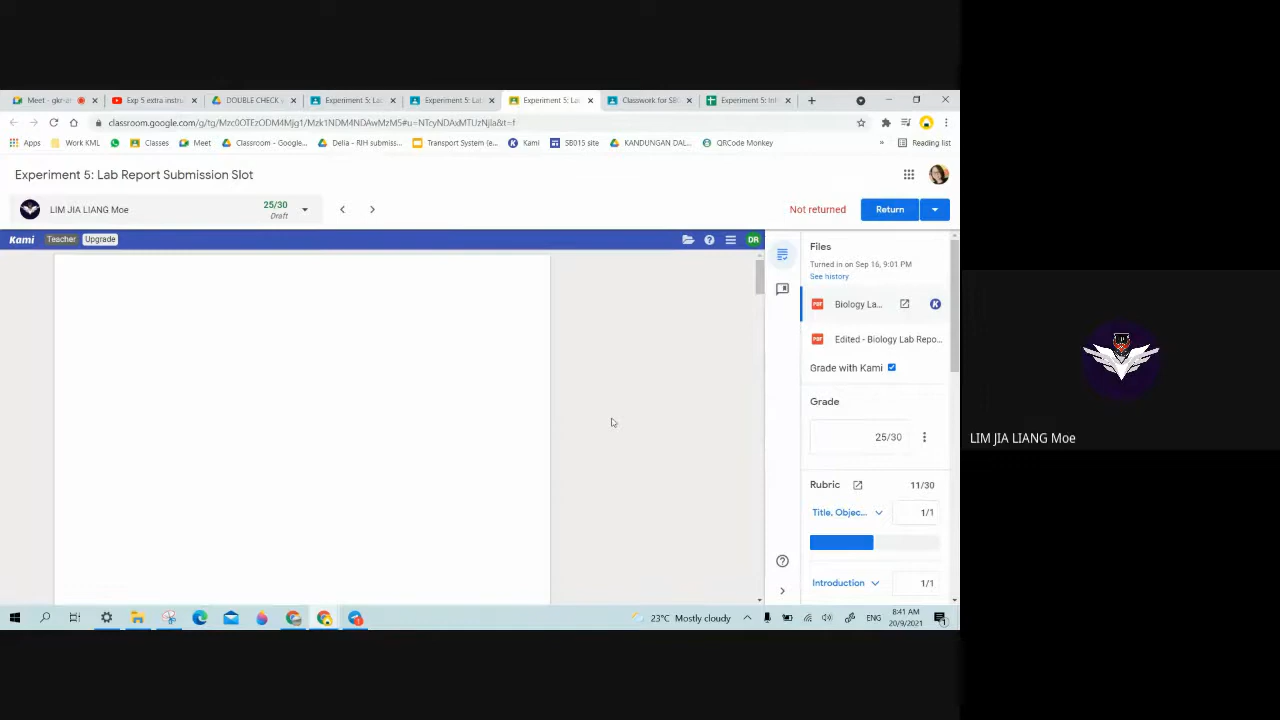 Meet - gkr-
Exp 5 extra instr
DOUBLE CHECK
Experiment 5: La
Experiment 5: La
Experiment 5: La
Classwork for SB
Experiment 5: In
classroom.google.com/g/tg/Mzc0OTEzODM4Mjg1/Mzk1NDM4NDAwMzM5#u=NTcyNDAxMTUzNjla&t=f
Apps
Work KML
Classes
Meet
Classroom - Google...
Delia - RIH submiss...
Transport System (e...
Kami
SB015 site
KANDUNGAN DAL...
QRCode Monkey
»
Reading list
Experiment 5: Lab Report Submission Slot
LIM JIA LIANG Moe
25/30
Draft
Not returned
Return
Kami
Teacher
Upgrade
DR
Files
Turned in on Sep 16, 9:01 PM
See history
PDF
Biology La...
K
PDF
Edited - Biology Lab Repo...
Grade with Kami
Grade
25/30
Rubric
11/30
Title, Objec...
1/1
Introduction
1/1
LIM JIA LIANG Moe
23°C Mostly cloudy
ENG
8:41 AM
20/9/2021